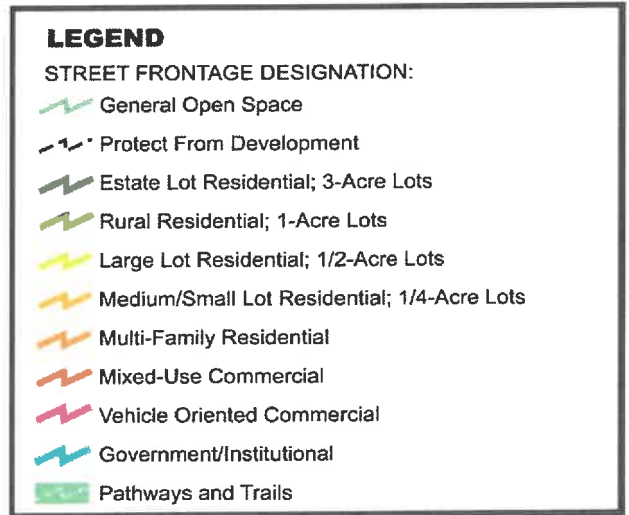 LEGEND
STREET FRONTAGE DESIGNATION:
General Open Space
Protect From Development
Estate Lot Residential; 3-Acre Lots
Rural Residential; 1-Acre Lots
Large Lot Residential; 1/2-Acre Lots
Medium/Small Lot Residential; 1/4-Acre Lots
Multi-Family Residential
Mixed-Use Commercial
Vehicle Oriented Commercial
Government/Institutional
Pathways and Trails